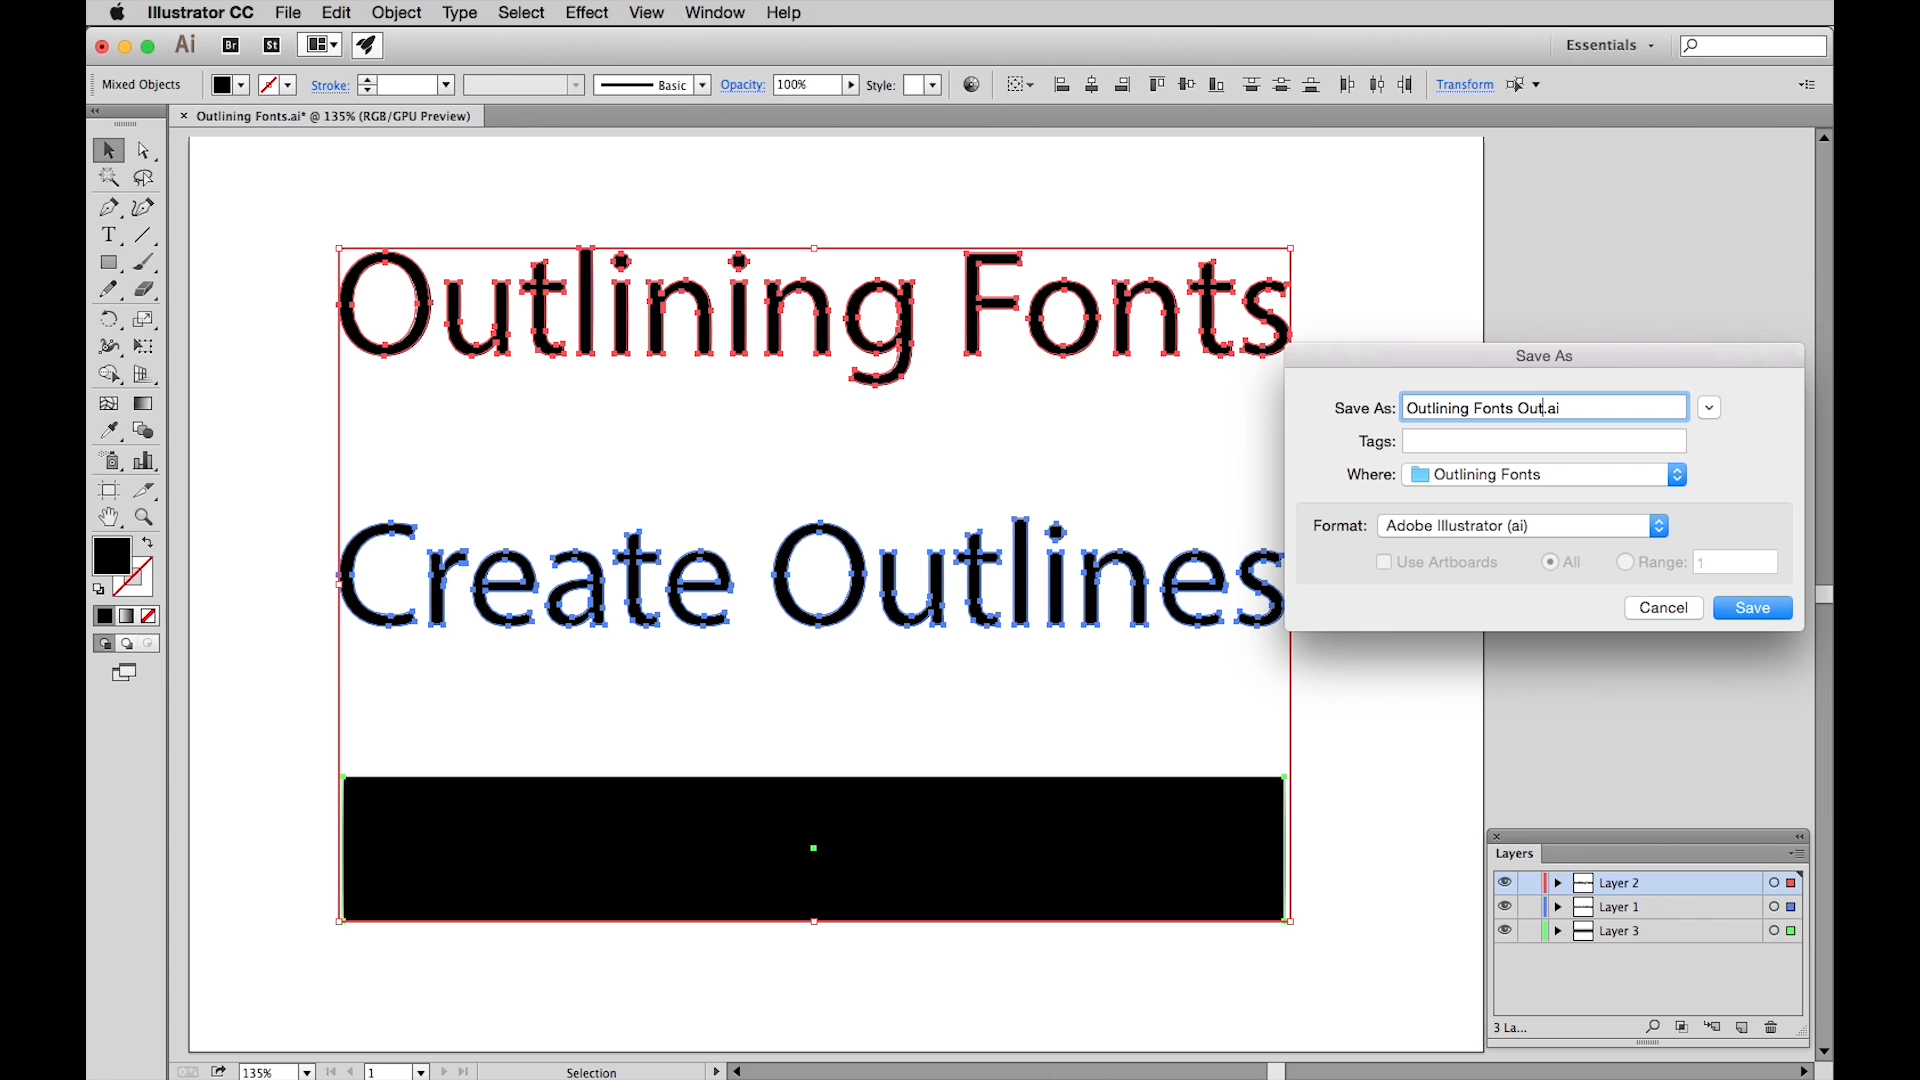 Illustrator CC File Edit Object Type Select Effect View Window Help
Ai Br St Essentials
Mixed Objects Stroke: Basic Opacity: 100% Style: Transform
× Outlining Fonts.ai* @ 135% (RGB/GPU Preview)
Outlining Fonts
Save As
Save As: Outlining Fonts Out.ai
Tags:
Where: Outlining Fonts
Format: Adobe Illustrator (ai)
Use Artboards All Range: 1
Cancel Save
Create Outlines
Layers
Layer 2
Layer 1
Layer 3
3 La...
135% 1 Selection